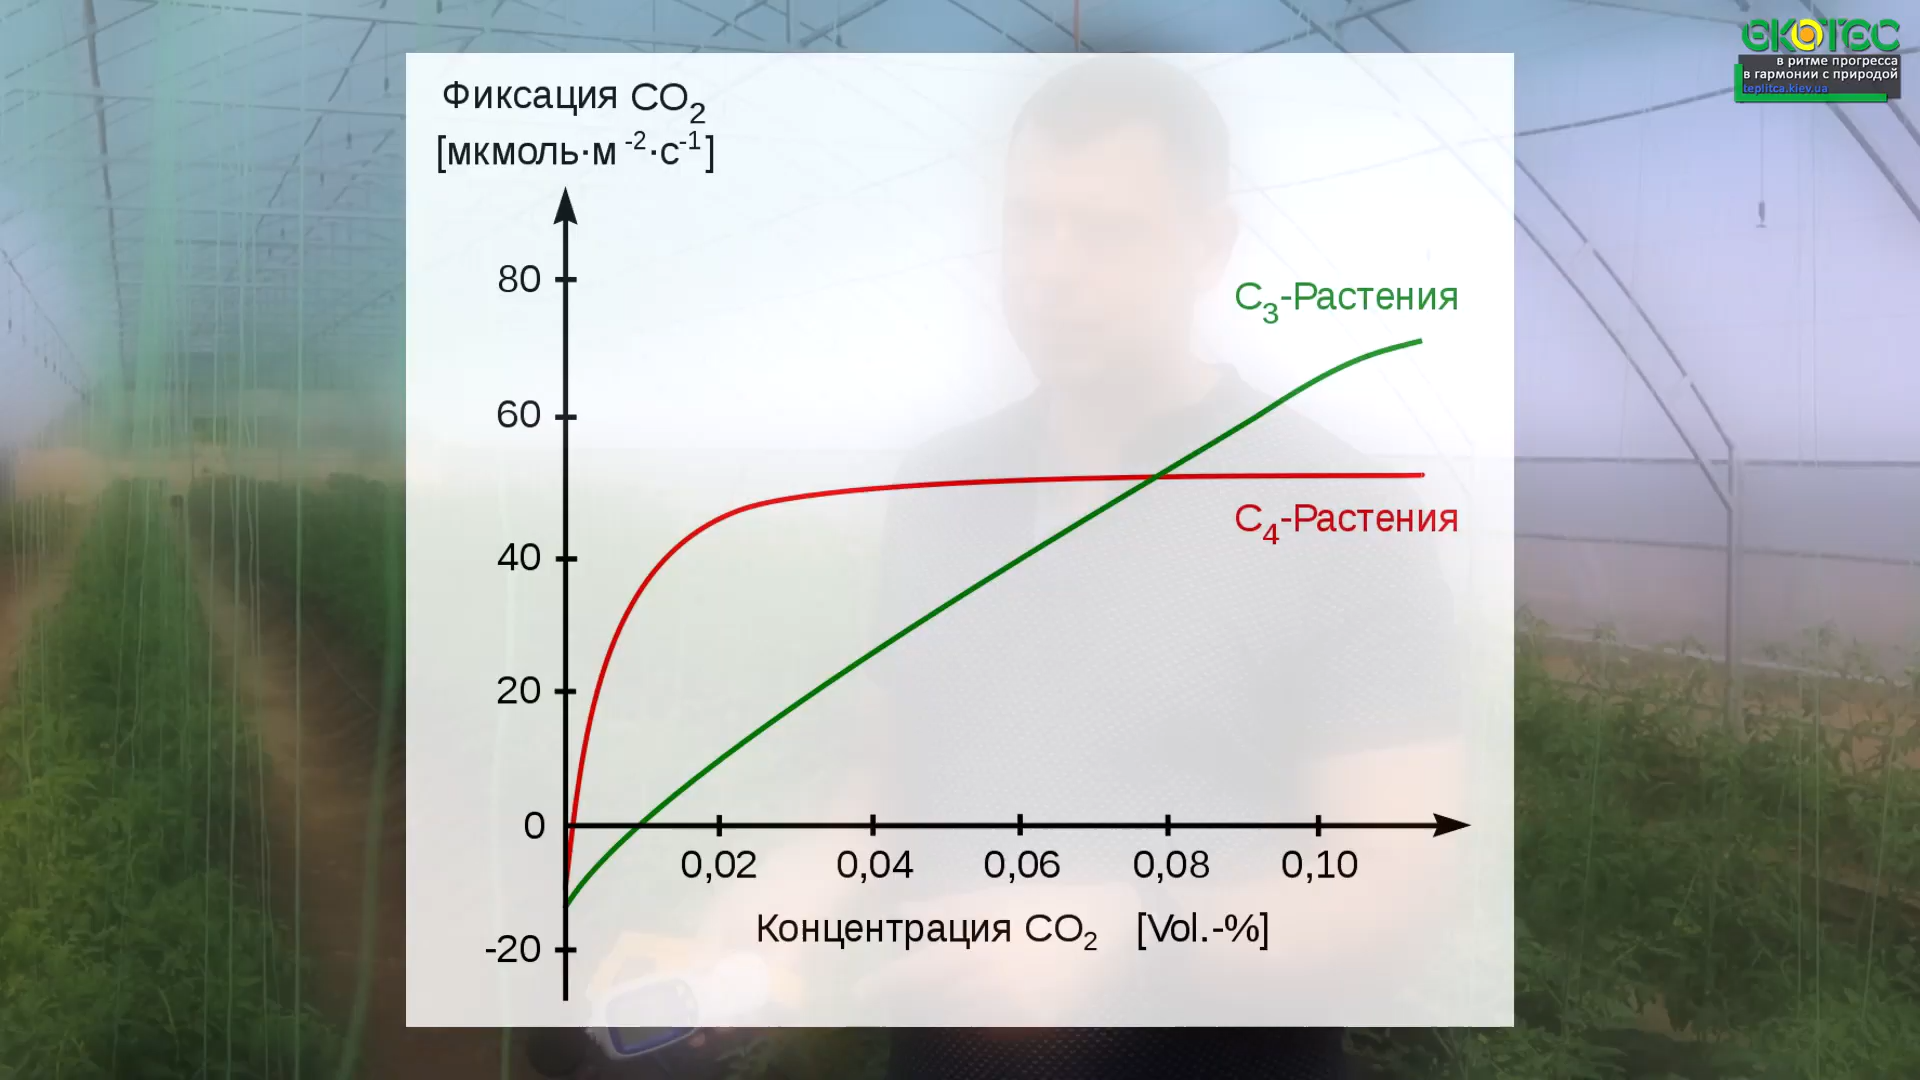 ЕКОТЕС
в ритме прогресса
в гармонии с природой
teplitca.kiev.ua
Фиксация CO₂
[мкмоль·м⁻²·с⁻¹]
80
60
40
20
0
-20
C₃-Растения
C₄-Растения
0,02 0,04 0,06 0,08 0,10
Концентрация CO₂ [Vol.-%]